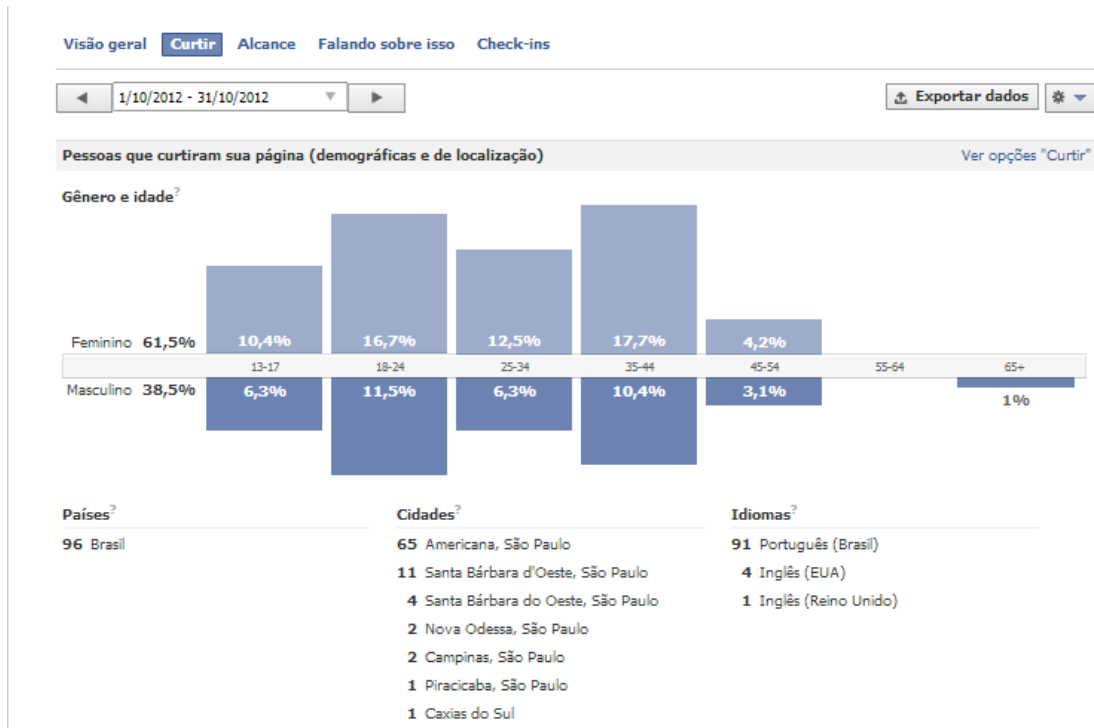 Visão geral Curtir Alcance Falando sobre isso Check-ins
1/10/2012 - 31/10/2012 Exportar dados
Pessoas que curtiram sua página (demográficas e de localização) Ver opções "Curtir"
Gênero e idade?
Feminino 61,5% 10,4% 16,7% 12,5% 17,7% 4,2%
13-17 18-24 25-34 35-44 45-54 55-64 65+
Masculino 38,5% 6,3% 11,5% 6,3% 10,4% 3,1% 1%
Países? Cidades? Idiomas?
96 Brasil 65 Americana, São Paulo 91 Português (Brasil)
11 Santa Bárbara d'Oeste, São Paulo 4 Inglês (EUA)
4 Santa Bárbara do Oeste, São Paulo 1 Inglês (Reino Unido)
2 Nova Odessa, São Paulo
2 Campinas, São Paulo
1 Piracicaba, São Paulo
1 Caxias do Sul